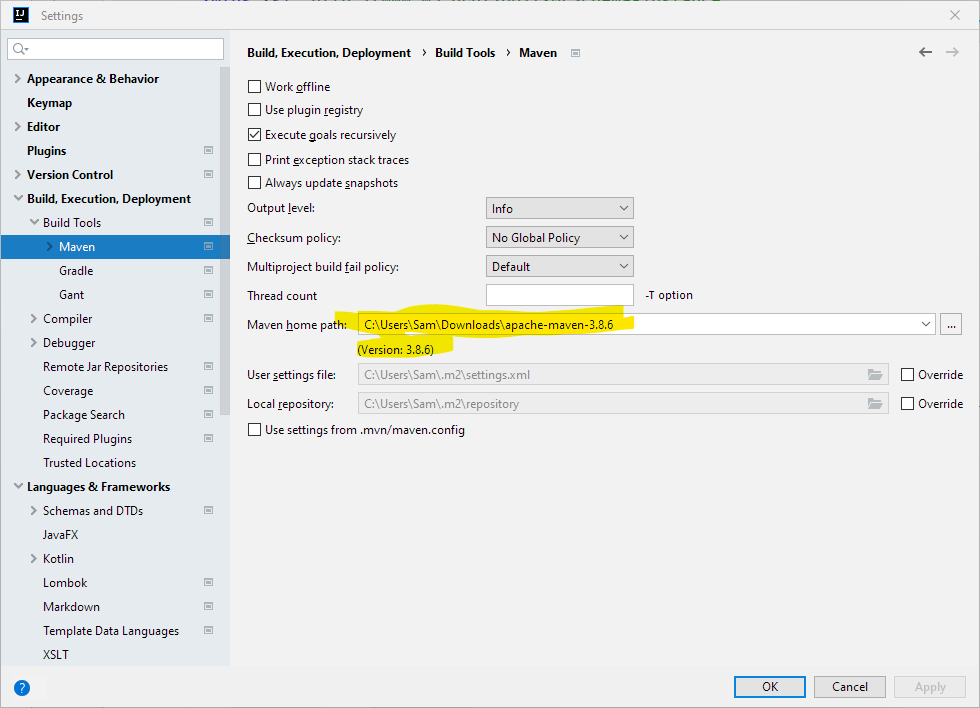 Settings
Appearance & Behavior
Keymap
Editor
Plugins
Version Control
Build, Execution, Deployment
Build Tools
Maven
Gradle
Gant
Compiler
Debugger
Remote Jar Repositories
Coverage
Package Search
Required Plugins
Trusted Locations
Languages & Frameworks
Schemas and DTDs
JavaFX
Kotlin
Lombok
Markdown
Template Data Languages
XSLT
Build, Execution, Deployment › Build Tools › Maven
Work offline
Use plugin registry
Execute goals recursively
Print exception stack traces
Always update snapshots
Output level: Info
Checksum policy: No Global Policy
Multiproject build fail policy: Default
Thread count -T option
Maven home path: C:\Users\Sam\Downloads\apache-maven-3.8.6 ...
(Version: 3.8.6)
User settings file: C:\Users\Sam\.m2\settings.xml Override
Local repository: C:\Users\Sam\.m2\repository Override
Use settings from .mvn/maven.config
? OK Cancel Apply